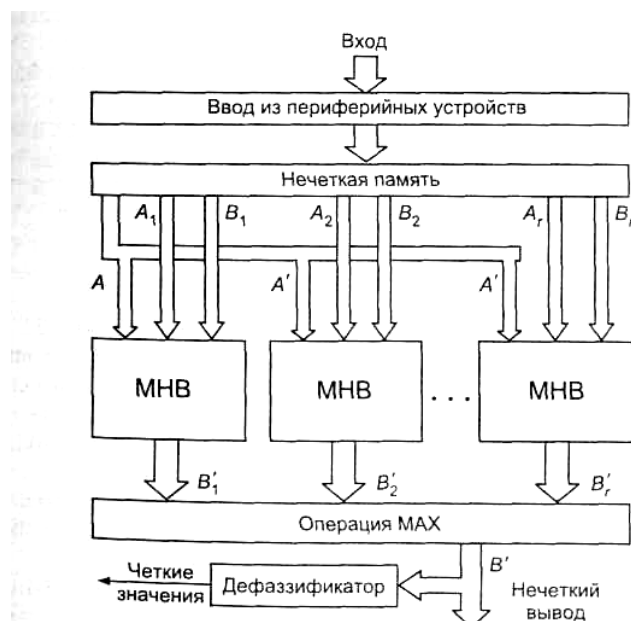 Вход
Ввод из периферийных устройств
Нечеткая память
A₁ B₁ A₂ B₂ Aᵣ Bᵣ
A A′ A′
МНВ МНВ . . . МНВ
B′₁ B′₂ B′ᵣ
Операция MAX
B′
Четкие
значения
Дефаззификатор
Нечеткий
вывод